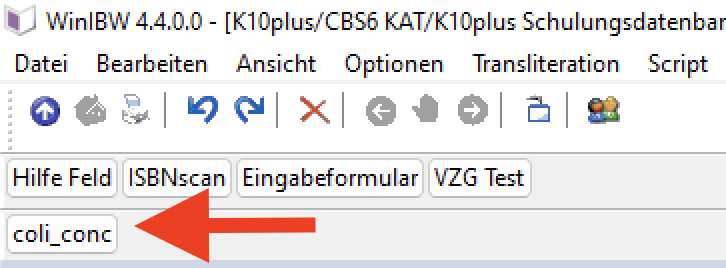 WinIBW 4.4.0.0 - [K10plus/CBS6 KAT/K10plus Schulungsdatenban
Datei Bearbeiten Ansicht Optionen Transliteration Script
Hilfe Feld ISBNscan Eingabeformular VZG Test
coli_conc